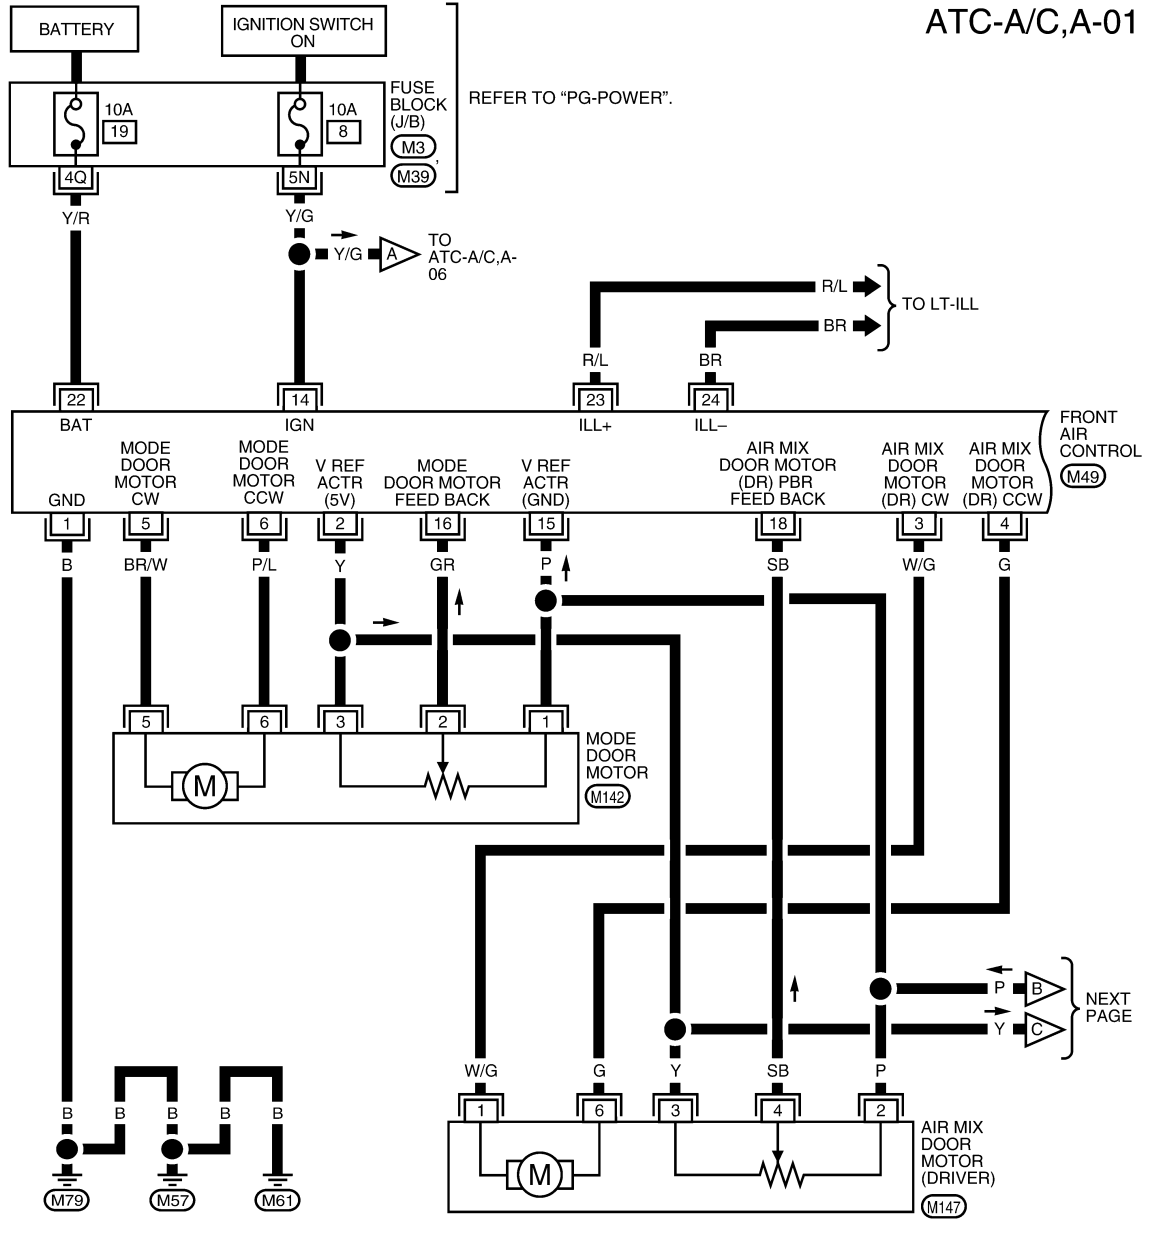 ATC-A/C,A-01
BATTERY
IGNITION SWITCH
ON
FUSE
BLOCK
(J/B)
M3
,
M39
REFER TO “PG-POWER”.
10A
19
10A
8
4Q
5N
Y/R
Y/G
Y/G
A
TO
ATC-A/C,A-
06
R/L
BR
TO LT-ILL
R/L
BR
22
14
23
24
BAT
IGN
ILL+
ILL–
FRONT
AIR
CONTROL
M49
GND
MODE
DOOR
MOTOR
CW
MODE
DOOR
MOTOR
CCW
V REF
ACTR
(5V)
MODE
DOOR MOTOR
FEED BACK
V REF
ACTR
(GND)
AIR MIX
DOOR MOTOR
(DR) PBR
FEED BACK
AIR MIX
DOOR
MOTOR
(DR) CW
AIR MIX
DOOR
MOTOR
(DR) CCW
1
5
6
2
16
15
18
3
4
B
BR/W
P/L
Y
GR
P
SB
W/G
G
5
6
3
2
1
M
MODE
DOOR
MOTOR
M142
P
B
Y
C
NEXT
PAGE
W/G
G
Y
SB
P
1
6
3
4
2
M
AIR MIX
DOOR
MOTOR
(DRIVER)
M147
B
B
B
B
B
M79
M57
M61